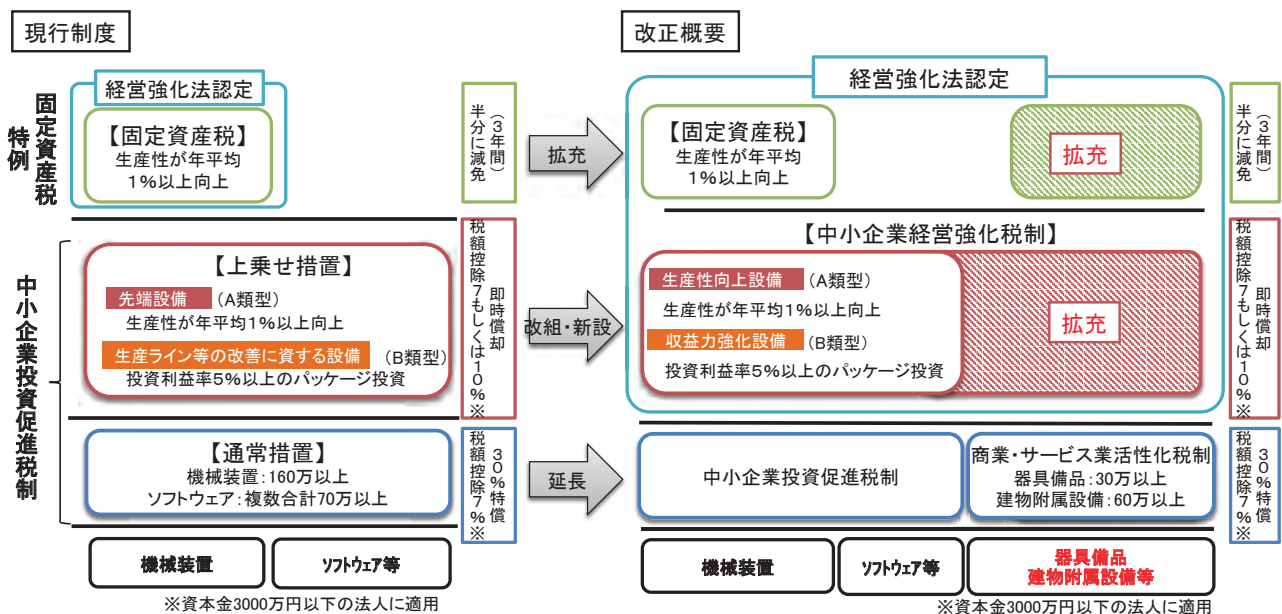 現行制度
固定資産税
特例
経営強化法認定
【固定資産税】
生産性が年平均
1%以上向上
(3年間)
半分に減免
中小企業投資促進税制
【上乗せ措置】
先端設備 (A類型)
生産性が年平均1%以上向上
生産ライン等の改善に資する設備 (B類型)
投資利益率5%以上のパッケージ投資
即時償却
税額控除7もしくは10%※
【通常措置】
機械装置:160万以上
ソフトウェア:複数合計70万以上
30%特償
税額控除7%※
機械装置
ソフトウェア等
※資本金3000万円以下の法人に適用
拡充
改組・新設
延長
改正概要
経営強化法認定
【固定資産税】
生産性が年平均
1%以上向上
拡充
(3年間)
半分に減免
【中小企業経営強化税制】
生産性向上設備 (A類型)
生産性が年平均1%以上向上
収益力強化設備 (B類型)
投資利益率5%以上のパッケージ投資
拡充
即時償却
税額控除7もしくは10%※
中小企業投資促進税制
商業・サービス業活性化税制
器具備品:30万以上
建物附属設備:60万以上
30%特償
税額控除7%※
機械装置
ソフトウェア等
器具備品
建物附属設備等
※資本金3000万円以下の法人に適用